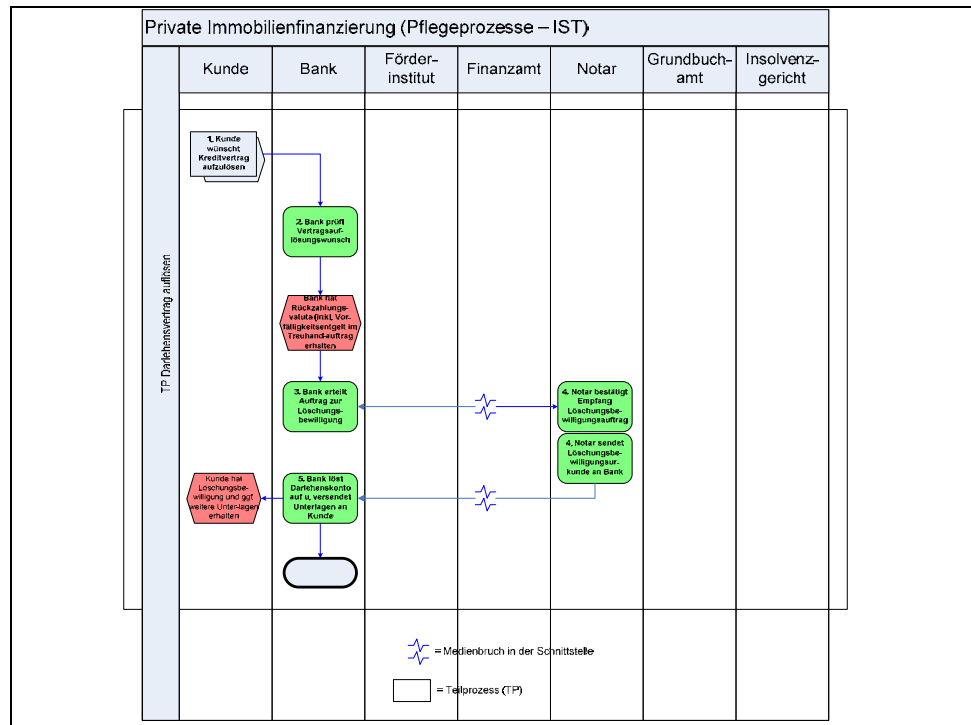 Private Immobilienfinanzierung (Pflegeprozesse – IST)
Kunde
Bank
Förder–
institut
Finanzamt
Notar
Grundbuch–
amt
Insolvenz–
gericht
TP Darlehensvertrag auflösen
1. Kunde
wünscht
Kreditvertrag
aufzulösen
2. Bank prüft
Vertragsauf–
lösungswunsch
Bank hat
Rückzahlungs–
valuta (inkl. Vor–
fälligkeitsentgelt im
Treuhand-auftrag
erhalten
3. Bank erteilt
Auftrag zur
Löschungs–
bewilligung
4. Notar bestätigt
Empfang
Löschungsbe–
willigungsauftrag
4. Notar sendet
Löschungsbe–
willigungsur–
kunde an Bank
Kunde hat
Löschungsbe–
willigung und ggf
weitere Unter-lagen
erhalten
5. Bank löst
Darlehenskonto
auf u. versendet
Unterlagen an
Kunde
= Medienbruch in der Schnittstelle
= Teilprozess (TP)